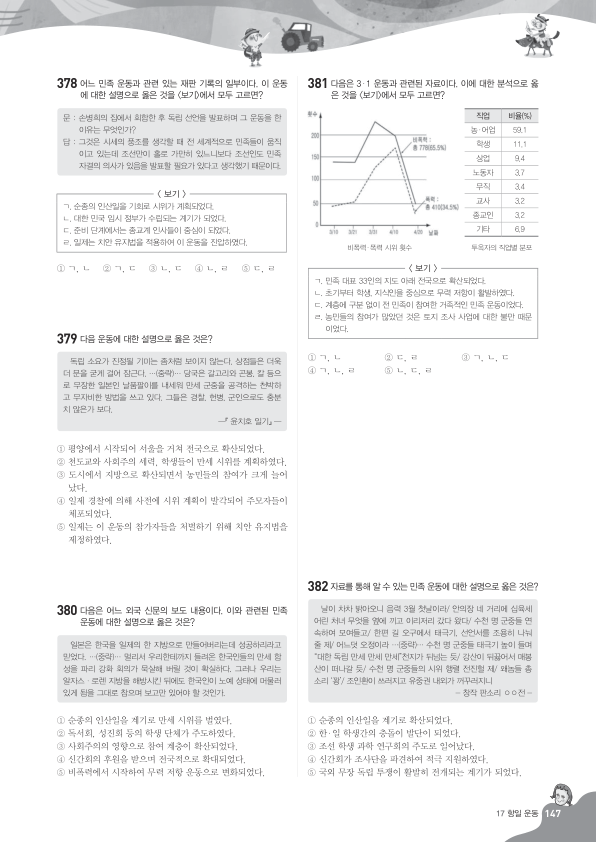 378 어느 민족 운동과 관련 있는 재판 기록의 일부이다. 이 운동
에 대한 설명으로 옳은 것을 <보기>에서 모두 고르면?
문 : 손병희의 집에서 회합한 후 독립 선언을 발표하며 그 운동을 한
이유는 무엇인가?
답 : 그것은 시세의 풍조를 생각할 때 전 세계적으로 민족들이 움직
이고 있는데 조선만이 홀로 가만히 있느니보다 조선인도 민족
자결의 의사가 있음을 발표할 필요가 있다고 생각했기 때문이다.
< 보기 >
ㄱ. 순종의 인산일을 기회로 시위가 계획되었다.
ㄴ. 대한민국 임시 정부가 수립되는 계기가 되었다.
ㄷ. 준비 단계에서는 종교계 인사들이 중심이 되었다.
ㄹ. 일제는 치안 유지법을 적용하여 이 운동을 진압하였다.
① ㄱ, ㄴ ② ㄱ, ㄷ ③ ㄴ, ㄷ ④ ㄴ, ㄹ ⑤ ㄷ, ㄹ
379 다음 운동에 대한 설명으로 옳은 것은?
독립 소요가 진정될 기미는 좀처럼 보이지 않는다. 상점들은 더욱
더 문을 굳게 걸어 잠근다. …(중략)… 당국은 갈고리와 곤봉, 칼 등으
로 무장한 일본인 날품팔이를 내세워 만세 군중을 공격하는 천박하
고 무자비한 방법을 쓰고 있다. 그들은 경찰, 헌병, 군인으로도 충분
치 않은가 보다.
-『 윤치호 일기』-
① 평양에서 시작되어 서울을 거쳐 전국으로 확산되었다.
② 천도교와 사회주의 세력, 학생들이 만세 시위를 계획하였다.
③ 도시에서 지방으로 확산되면서 농민들의 참여가 크게 늘어
났다.
④ 일제 경찰에 의해 사전에 시위 계획이 발각되어 주모자들이
체포되었다.
⑤ 일제는 이 운동의 참가자들을 처벌하기 위해 치안 유지법을
제정하였다.
380 다음은 어느 외국 신문의 보도 내용이다. 이와 관련된 민족
운동에 대한 설명으로 옳은 것은?
일본은 한국을 일제의 한 지방으로 만들어버리는데 성공하리라고
믿었다. …(중략)… 멀리서 우리한테까지 들려온 한국인들의 만세 함
성을 파리 강화 회의가 묵살해 버릴 것이 확실하다. 그러나 우리는
알자스·로렌 지방을 해방시킨 뒤에도 한국인이 노예 상태에 머물러
있게 됨을 그대로 참으며 보고만 있어야 할 것인가.
① 순종의 인산일을 계기로 만세 시위를 벌였다.
② 독서회, 성진회 등의 학생 단체가 주도하였다.
③ 사회주의의 영향으로 참여 계층이 확산되었다.
④ 신간회의 후원을 받으며 전국적으로 확대되었다.
⑤ 비폭력에서 시작하여 무력 저항 운동으로 변화되었다.
381 다음은 3·1 운동과 관련된 자료이다. 이에 대한 분석으로 옳
은 것을 <보기>에서 모두 고르면?
횟수
200
150
100
50
0
3/10 3/21 3/31 4/10 4/20 날짜
비폭력 :
총 778(65.5%)
폭력 :
총 410(34.5%)
비폭력·폭력 시위 횟수
직업 비율(%)
농·어업 59.1
학생 11.1
상업 9.4
노동자 3.7
무직 3.4
교사 3.2
종교인 3.2
기타 6.9
투옥자의 직업별 분포
< 보기 >
ㄱ. 민족 대표 33인의 지도 아래 전국으로 확산되었다.
ㄴ. 초기부터 학생, 지식인을 중심으로 무력 저항이 활발하였다.
ㄷ. 계층에 구분 없이 전 민족이 참여한 거족적인 민족 운동이었다.
ㄹ. 농민들의 참여가 많았던 것은 토지 조사 사업에 대한 불만 때문
이었다.
① ㄱ, ㄴ ② ㄷ, ㄹ ③ ㄱ, ㄴ, ㄷ
④ ㄱ, ㄴ, ㄹ ⑤ ㄴ, ㄷ, ㄹ
382 자료를 통해 알 수 있는 민족 운동에 대한 설명으로 옳은 것은?
날이 차차 밝아오니 음력 3월 첫날이라/ 안의장 네 거리에 십육세
어린 처녀 무엇을 옆에 끼고 이리저리 갔다 왔다/ 수천 명 군중들 연
속하여 모여들고/ 한편 길 오구에서 태극기, 선언서를 조용히 나눠
줄 제/ 어느덧 오정이라 …(중략)… 수천 명 군중들 태극기 높이 들며
“대한 독립 만세 만세 만세”천지가 뒤넘는 듯/ 강산이 뒤끓어서 매봉
산이 떠나갈 듯/ 수천 명 군중들의 시위 행렬 전진할 제/ 왜놈들 총
소리 ‘꽝’/ 조인환이 쓰러지고 유중권 내외가 꺼꾸러지니
- 창작 판소리 ㅇㅇ전 -
① 순종의 인산일을 계기로 확산되었다.
② 한·일 학생간의 충돌이 발단이 되었다.
③ 조선 학생 과학 연구회의 주도로 일어났다.
④ 신간회가 조사단을 파견하여 적극 지원하였다.
⑤ 국외 무장 독립 투쟁이 활발히 전개되는 계기가 되었다.
17 항일 운동 147